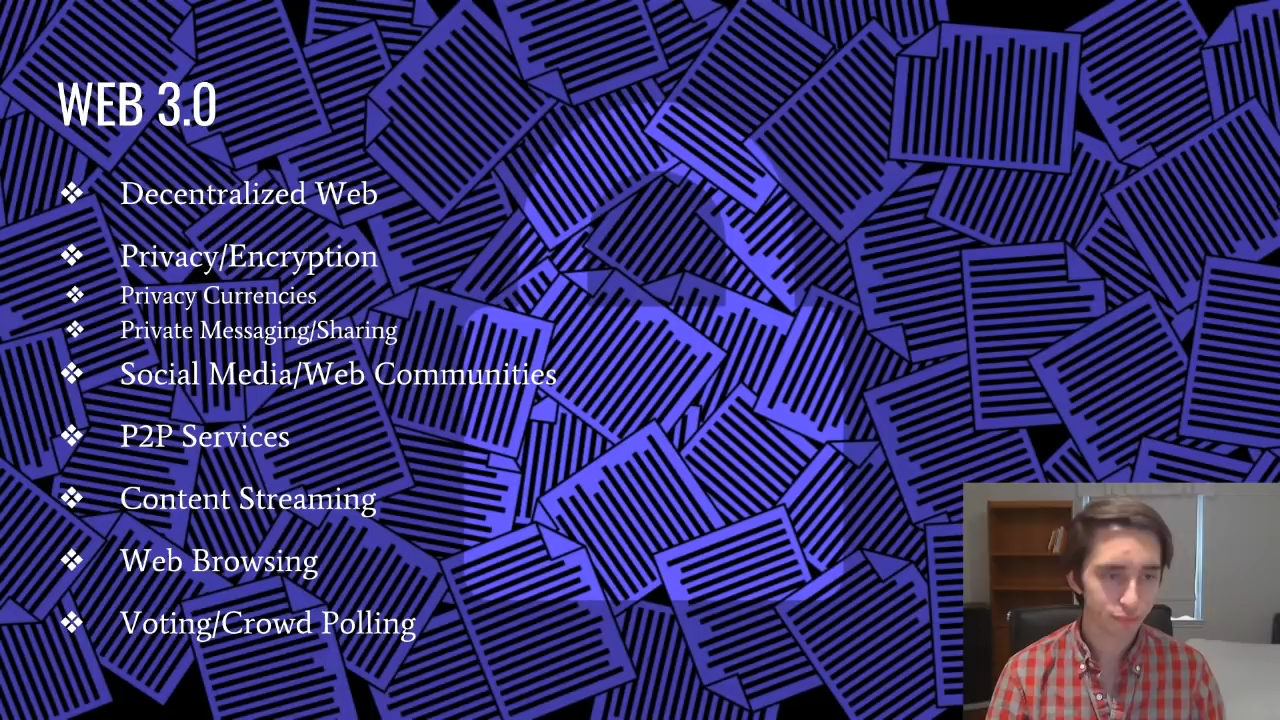 WEB 3.0
❖ Decentralized Web
❖ Privacy/Encryption
❖ Privacy Currencies
❖ Private Messaging/Sharing
❖ Social Media/Web Communities
❖ P2P Services
❖ Content Streaming
❖ Web Browsing
❖ Voting/Crowd Polling